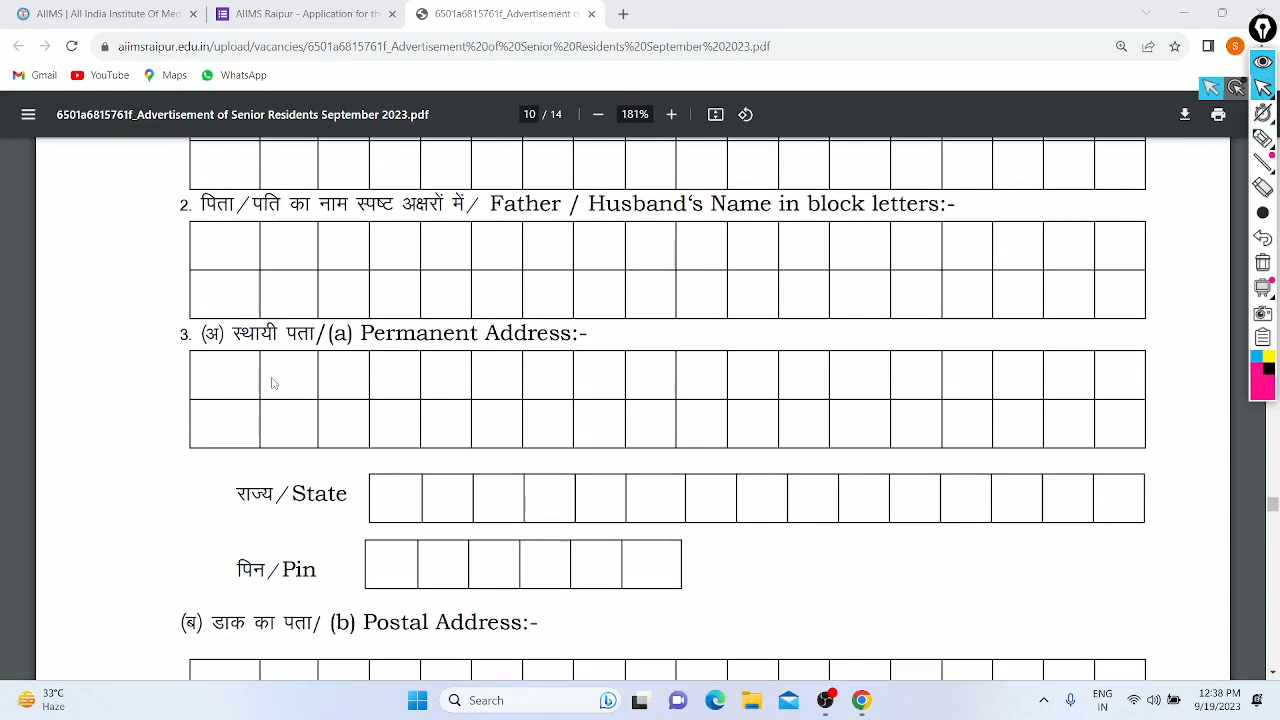 AIIMS | All India Institute Of Med
AIIMS Raipur - Application for the
6501a6815761f_Advertisement o
aiimsraipur.edu.in/upload/vacancies/6501a6815761f_Advertisement%20of%20
0Residents%20September%202023.pdf
S
Gmail
YouTube
Maps
WhatsApp
6501a6815761f_Advertisement of Senior Residents September 2023.pdf
10 / 14
181%
2. पिता/पति का नाम स्पष्ट अक्षरों में/ Father / Husband‘s Name in block letters:-
3. (अ) स्थायी पता/(a) Permanent Address:-
राज्य/State
पिन/Pin
(ब) डाक का पता/ (b) Postal Address:-
33°C
Haze
Search
ENG
IN
12:38 PM
9/19/2023